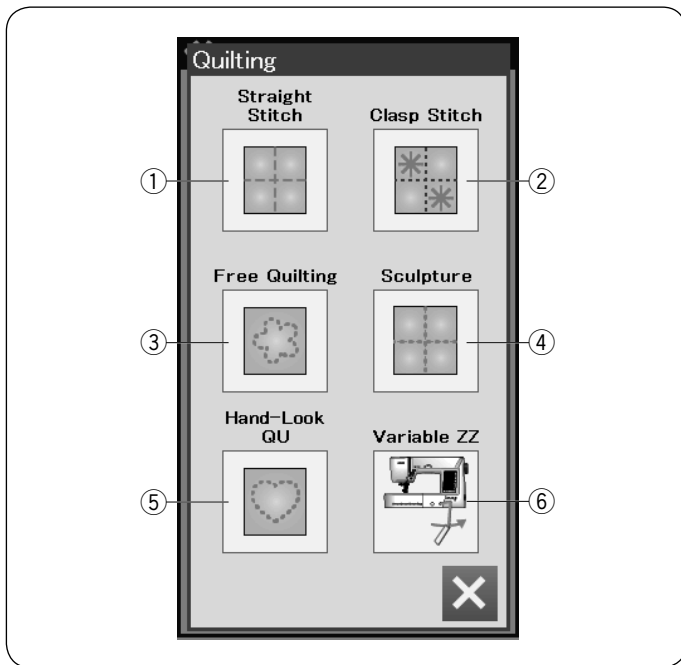 Quilting
Straight
Stitch
Clasp Stitch
① ②
Free Quilting
Sculpture
③ ④
Hand-Look
QU
Variable ZZ
⑤ ⑥